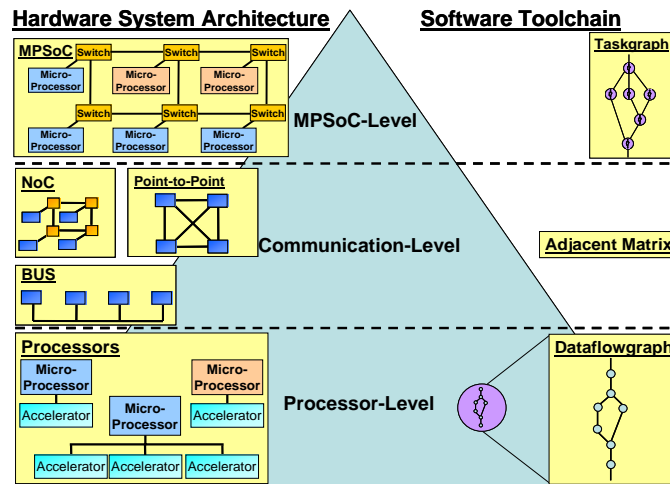 Hardware System Architecture
Software Toolchain
MPSoC
Switch
Switch
Switch
Micro-
Processor
Micro-
Processor
Micro-
Processor
Switch
Switch
Switch
Micro-
Processor
Micro-
Processor
Micro-
Processor
MPSoC-Level
Taskgraph
NoC
Point-to-Point
Communication-Level
Adjacent Matrix
BUS
Processors
Micro-
Processor
Micro-
Processor
Accelerator
Accelerator
Micro-
Processor
Accelerator
Accelerator
Accelerator
Processor-Level
Dataflowgraph